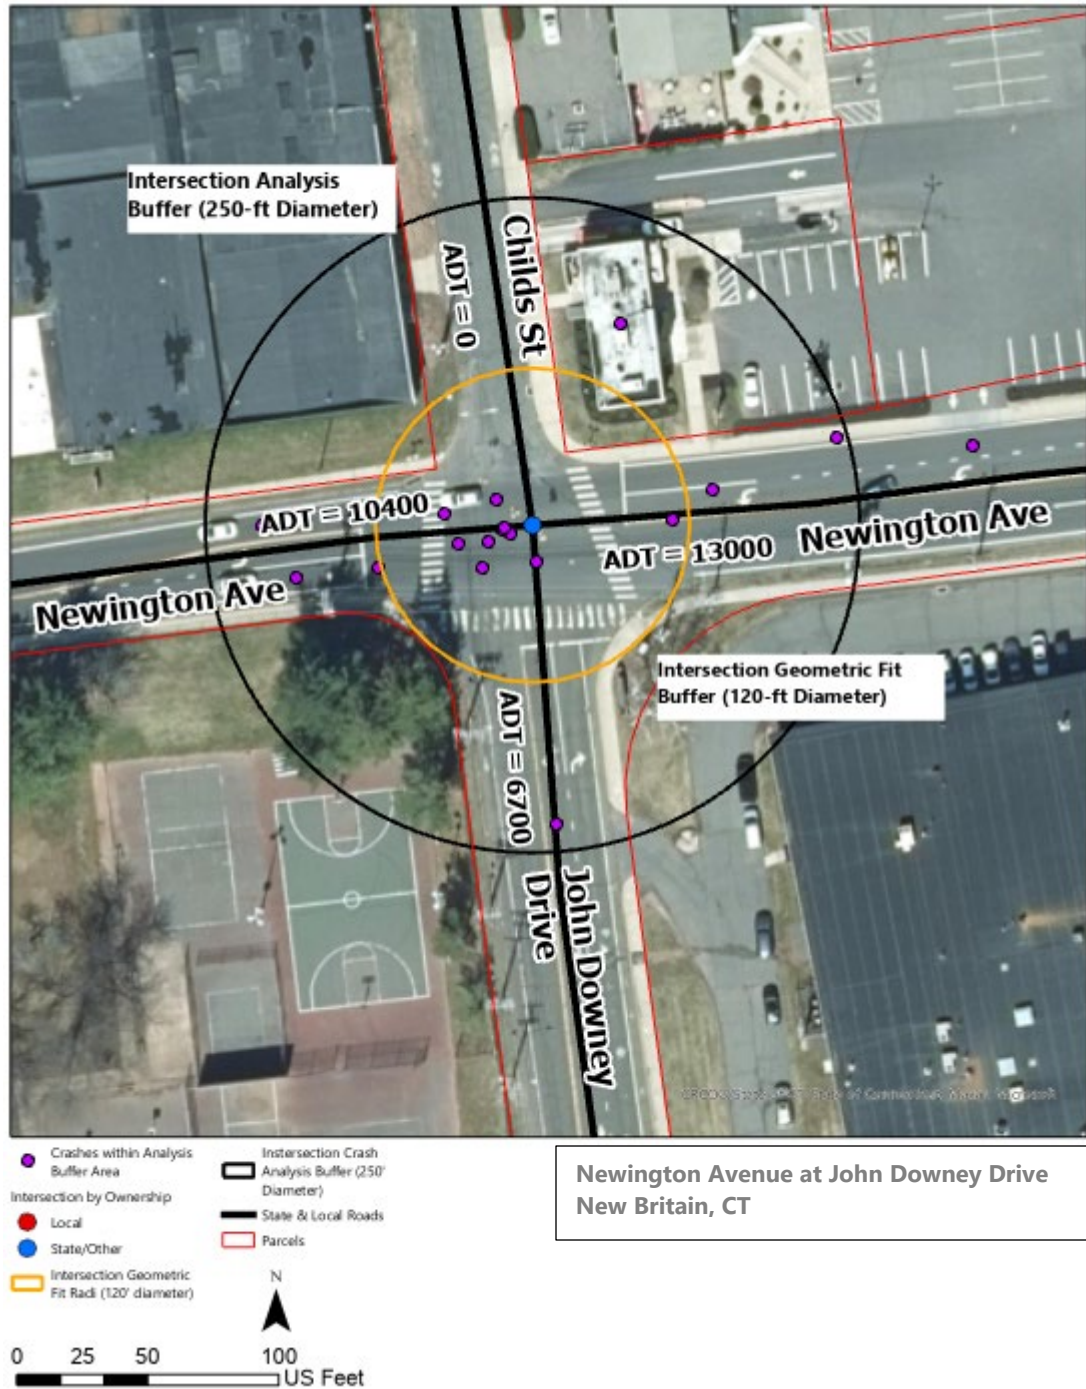 Intersection Analysis
Buffer (250-ft Diameter)
Childs St
ADT = 0
ADT = 10400
Newington Ave
ADT = 13000
Newington Ave
Intersection Geometric Fit
Buffer (120-ft Diameter)
ADT = 6700
John Downey
Drive
Crashes within Analysis
Buffer Area
Intersection by Ownership
Local
State/Other
Intersection Geometric
Fit Radi (120' diameter)
Instersection Crash
Analysis Buffer (250'
Diameter)
State & Local Roads
Parcels
N
0 25 50 100
US Feet
Newington Avenue at John Downey Drive
New Britain, CT